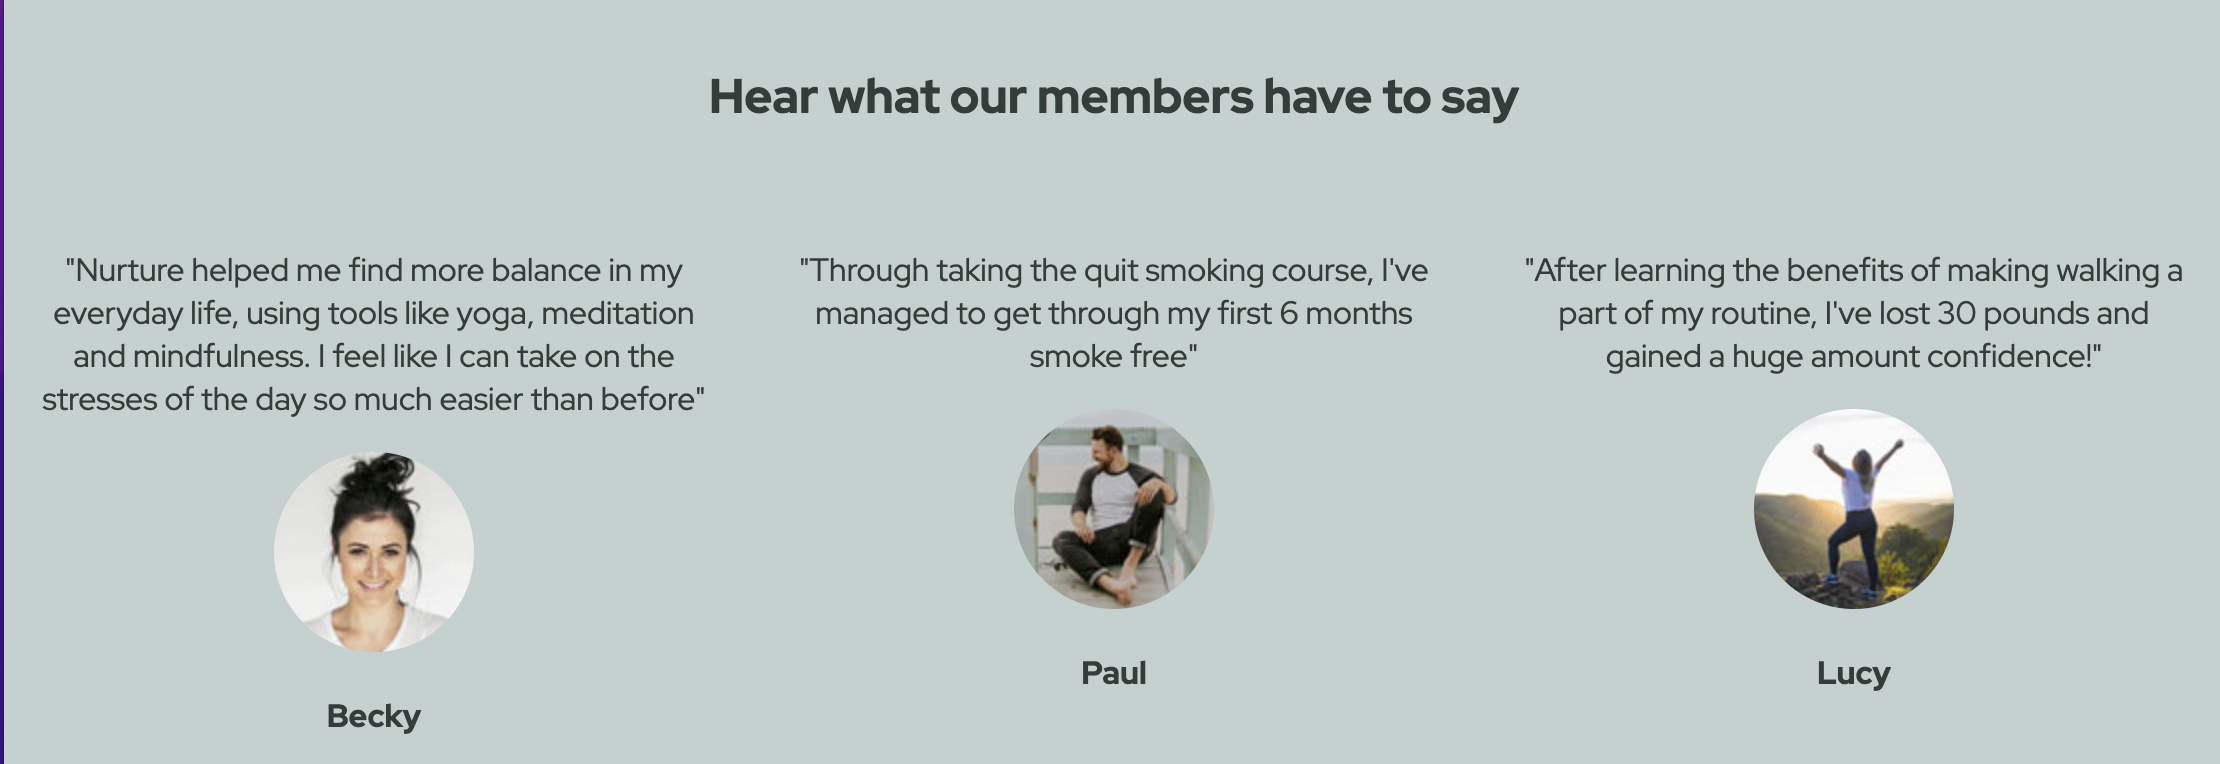 Hear what our members have to say
"Nurture helped me find more balance in my
everyday life, using tools like yoga, meditation
and mindfulness. I feel like I can take on the
stresses of the day so much easier than before"
Becky
"Through taking the quit smoking course, I've
managed to get through my first 6 months
smoke free"
Paul
"After learning the benefits of making walking a
part of my routine, I've lost 30 pounds and
gained a huge amount confidence!"
Lucy